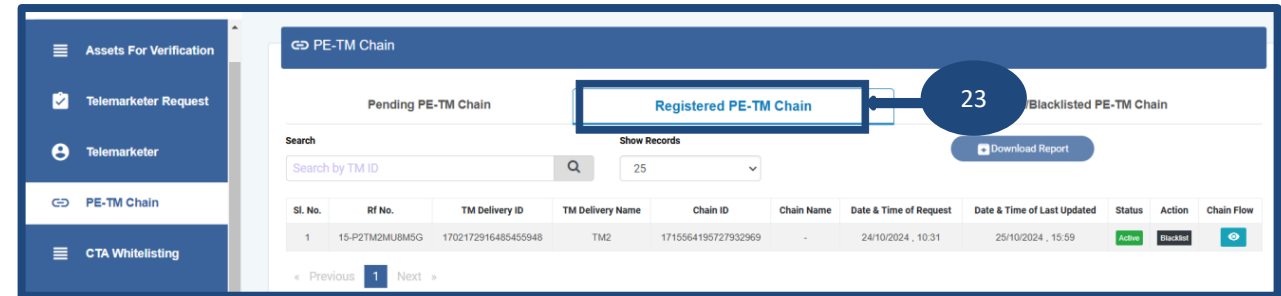 Assets For Verification
Telemarketer Request
Telemarketer
PE-TM Chain
CTA Whitelisting
PE-TM Chain
Pending PE-TM Chain Registered PE-TM Chain 23 /Blacklisted PE-TM Chain
Search Show Records
Search by TM ID 25 Download Report
Sl. No. Rf No. TM Delivery ID TM Delivery Name Chain ID Chain Name Date & Time of Request Date & Time of Last Updated Status Action Chain Flow
1 15-P2TM2MU8M5G 1702172916485455948 TM2 1715564195727932969 - 24/10/2024 , 10:31 25/10/2024 , 15:59 Active Blacklist
« Previous 1 Next »